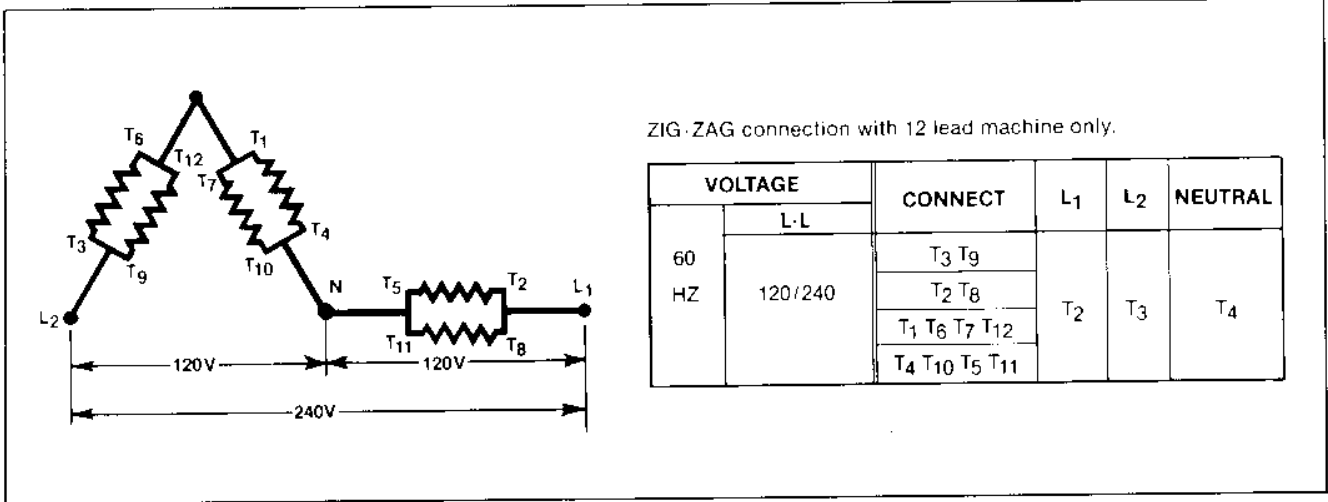 ZIG-ZAG connection with 12 lead machine only.
VOLTAGE CONNECT L1 L2 NEUTRAL
L-L
60 HZ 120/240 T3 T9 T2 T3 T4
T2 T8
T1 T6 T7 T12
T4 T10 T5 T11
T6 T12 T1
T7
T3 T9 T10 T4
L2 N T5 T2 L1
T11 T8
120V 120V
240V